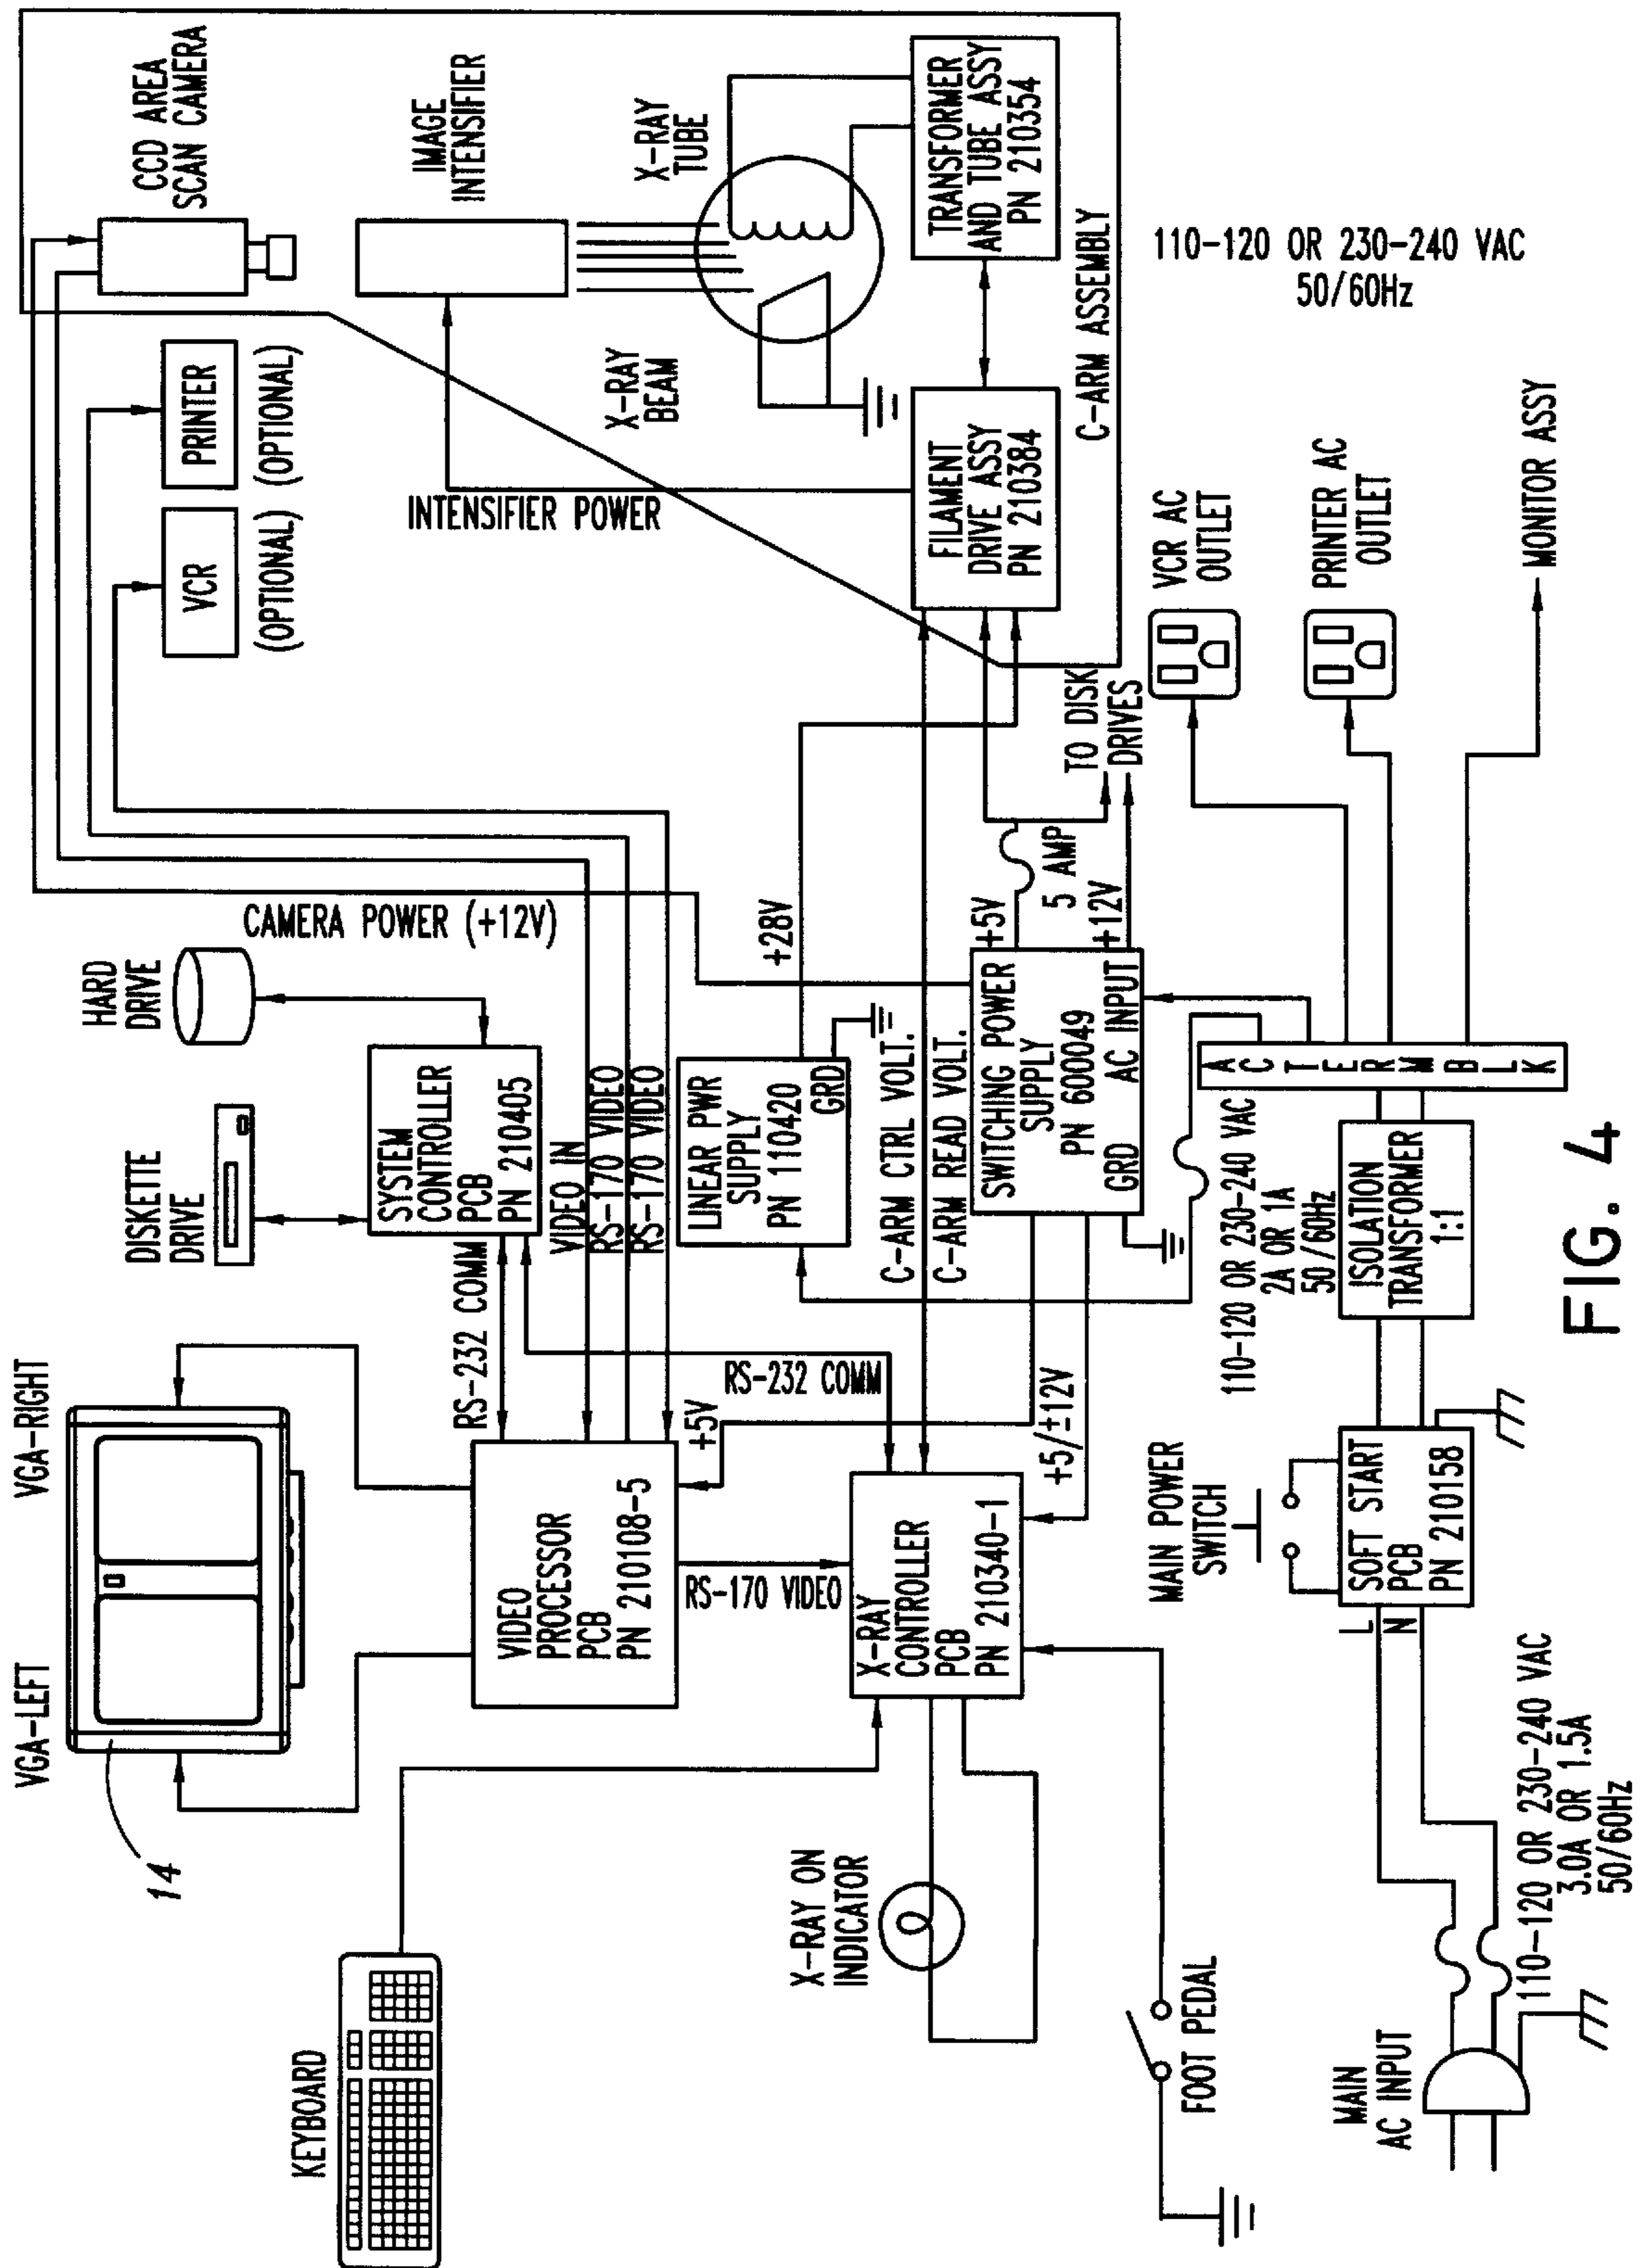 VGA-LEFT
VGA-RIGHT
14
KEYBOARD
DISKETTE
DRIVE
HARD
DRIVE
SYSTEM
CONTROLLER
PCB
PN 210405
RS-232 COMM
VIDEO IN
RS-170 VIDEO
RS-170 VIDEO
CAMERA POWER (+12V)
VCR
(OPTIONAL)
PRINTER
(OPTIONAL)
CCD AREA
SCAN CAMERA
IMAGE
INTENSIFIER
INTENSIFIER POWER
X-RAY
BEAM
X-RAY
TUBE
VIDEO
PROCESSOR
PCB
PN 210108-5
+5V
RS-232 COMM
RS-170 VIDEO
X-RAY ON
INDICATOR
X-RAY
CONTROLLER
PCB
PN 210340-1
+5/±12V
LINEAR PWR
SUPPLY
PN 110420
GRD
+28V
C-ARM CTRL VOLT.
C-ARM READ VOLT.
SWITCHING POWER
SUPPLY
PN 600049
GRD AC INPUT
+5V
5 AMP
+12V
TO DISK
DRIVES
FILAMENT
DRIVE ASSY
PN 210384
TRANSFORMER
AND TUBE ASSY
PN 210354
C-ARM ASSEMBLY
FOOT PEDAL
MAIN
AC INPUT
110-120 OR 230-240 VAC
3.0A OR 1.5A
50/60Hz
L
N
MAIN POWER
SWITCH
SOFT START
PCB
PN 210158
110-120 OR 230-240 VAC
2A OR 1A
50/60Hz
ISOLATION
TRANSFORMER
1:1
AC TERM BLK
VCR AC
OUTLET
PRINTER AC
OUTLET
MONITOR ASSY
110-120 OR 230-240 VAC
50/60Hz
FIG. 4